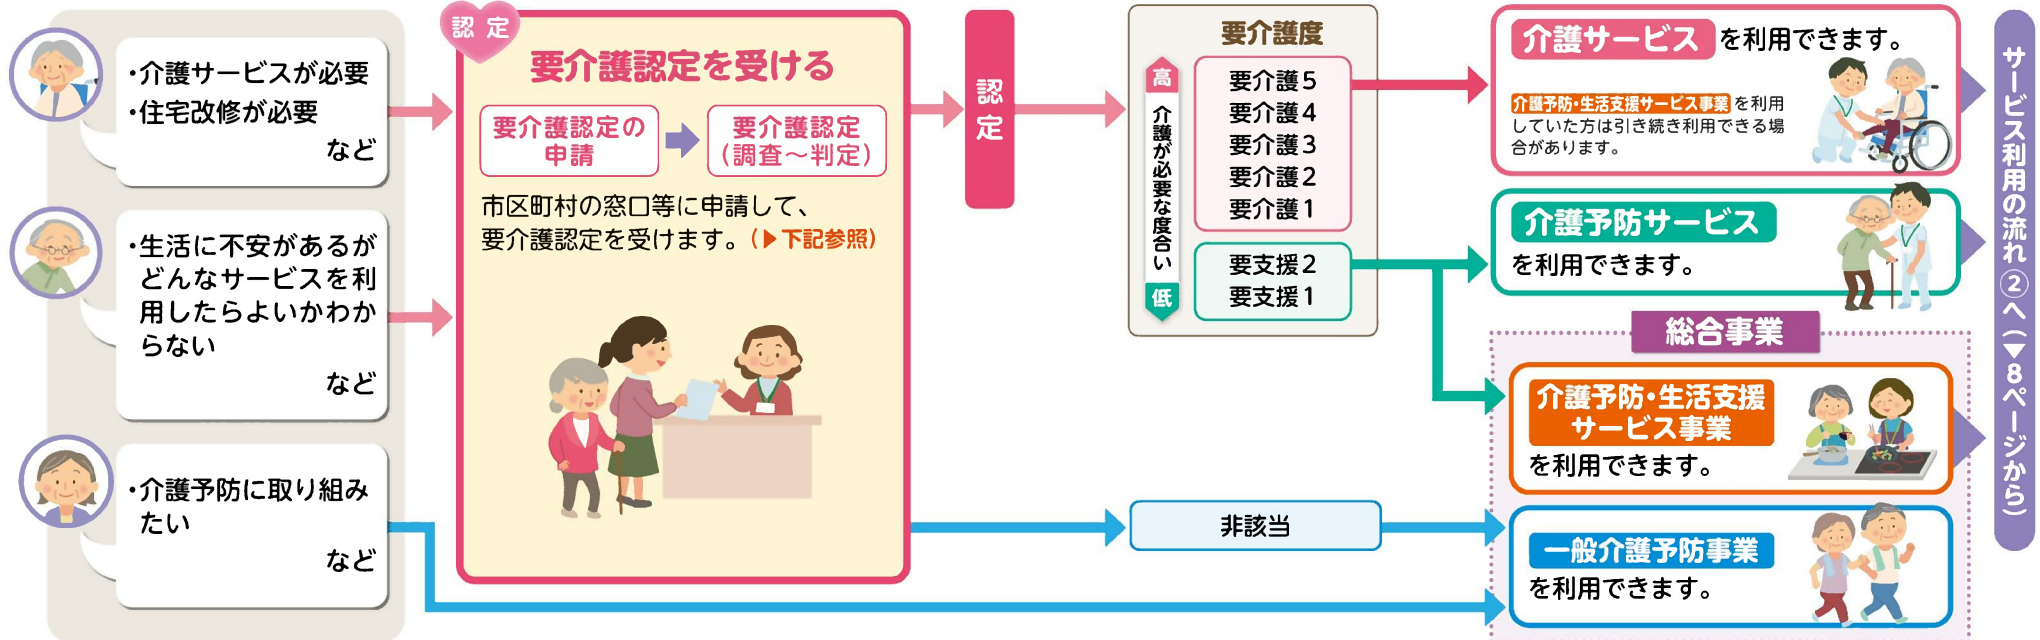 ・介護サービスが必要
・住宅改修が必要
など
・生活に不安があるが
どんなサービスを利
用したらよいかわか
らない
など
・介護予防に取り組み
たい
など
認定
要介護認定を受ける
要介護認定の
申請
要介護認定
(調査～判定)
市区町村の窓口等に申請して、
要介護認定を受けます。(▶下記参照)
認定
要介護度
高
介護が必要な度合い
低
要介護5
要介護4
要介護3
要介護2
要介護1
要支援2
要支援1
非該当
介護サービス を利用できます。
介護予防・生活支援サービス事業 を利用
していた方は引き続き利用できる場
合があります。
介護予防サービス
を利用できます。
総合事業
介護予防・生活支援
サービス事業
を利用できます。
一般介護予防事業
を利用できます。
サービス利用の流れ②へ(▼8ページから)